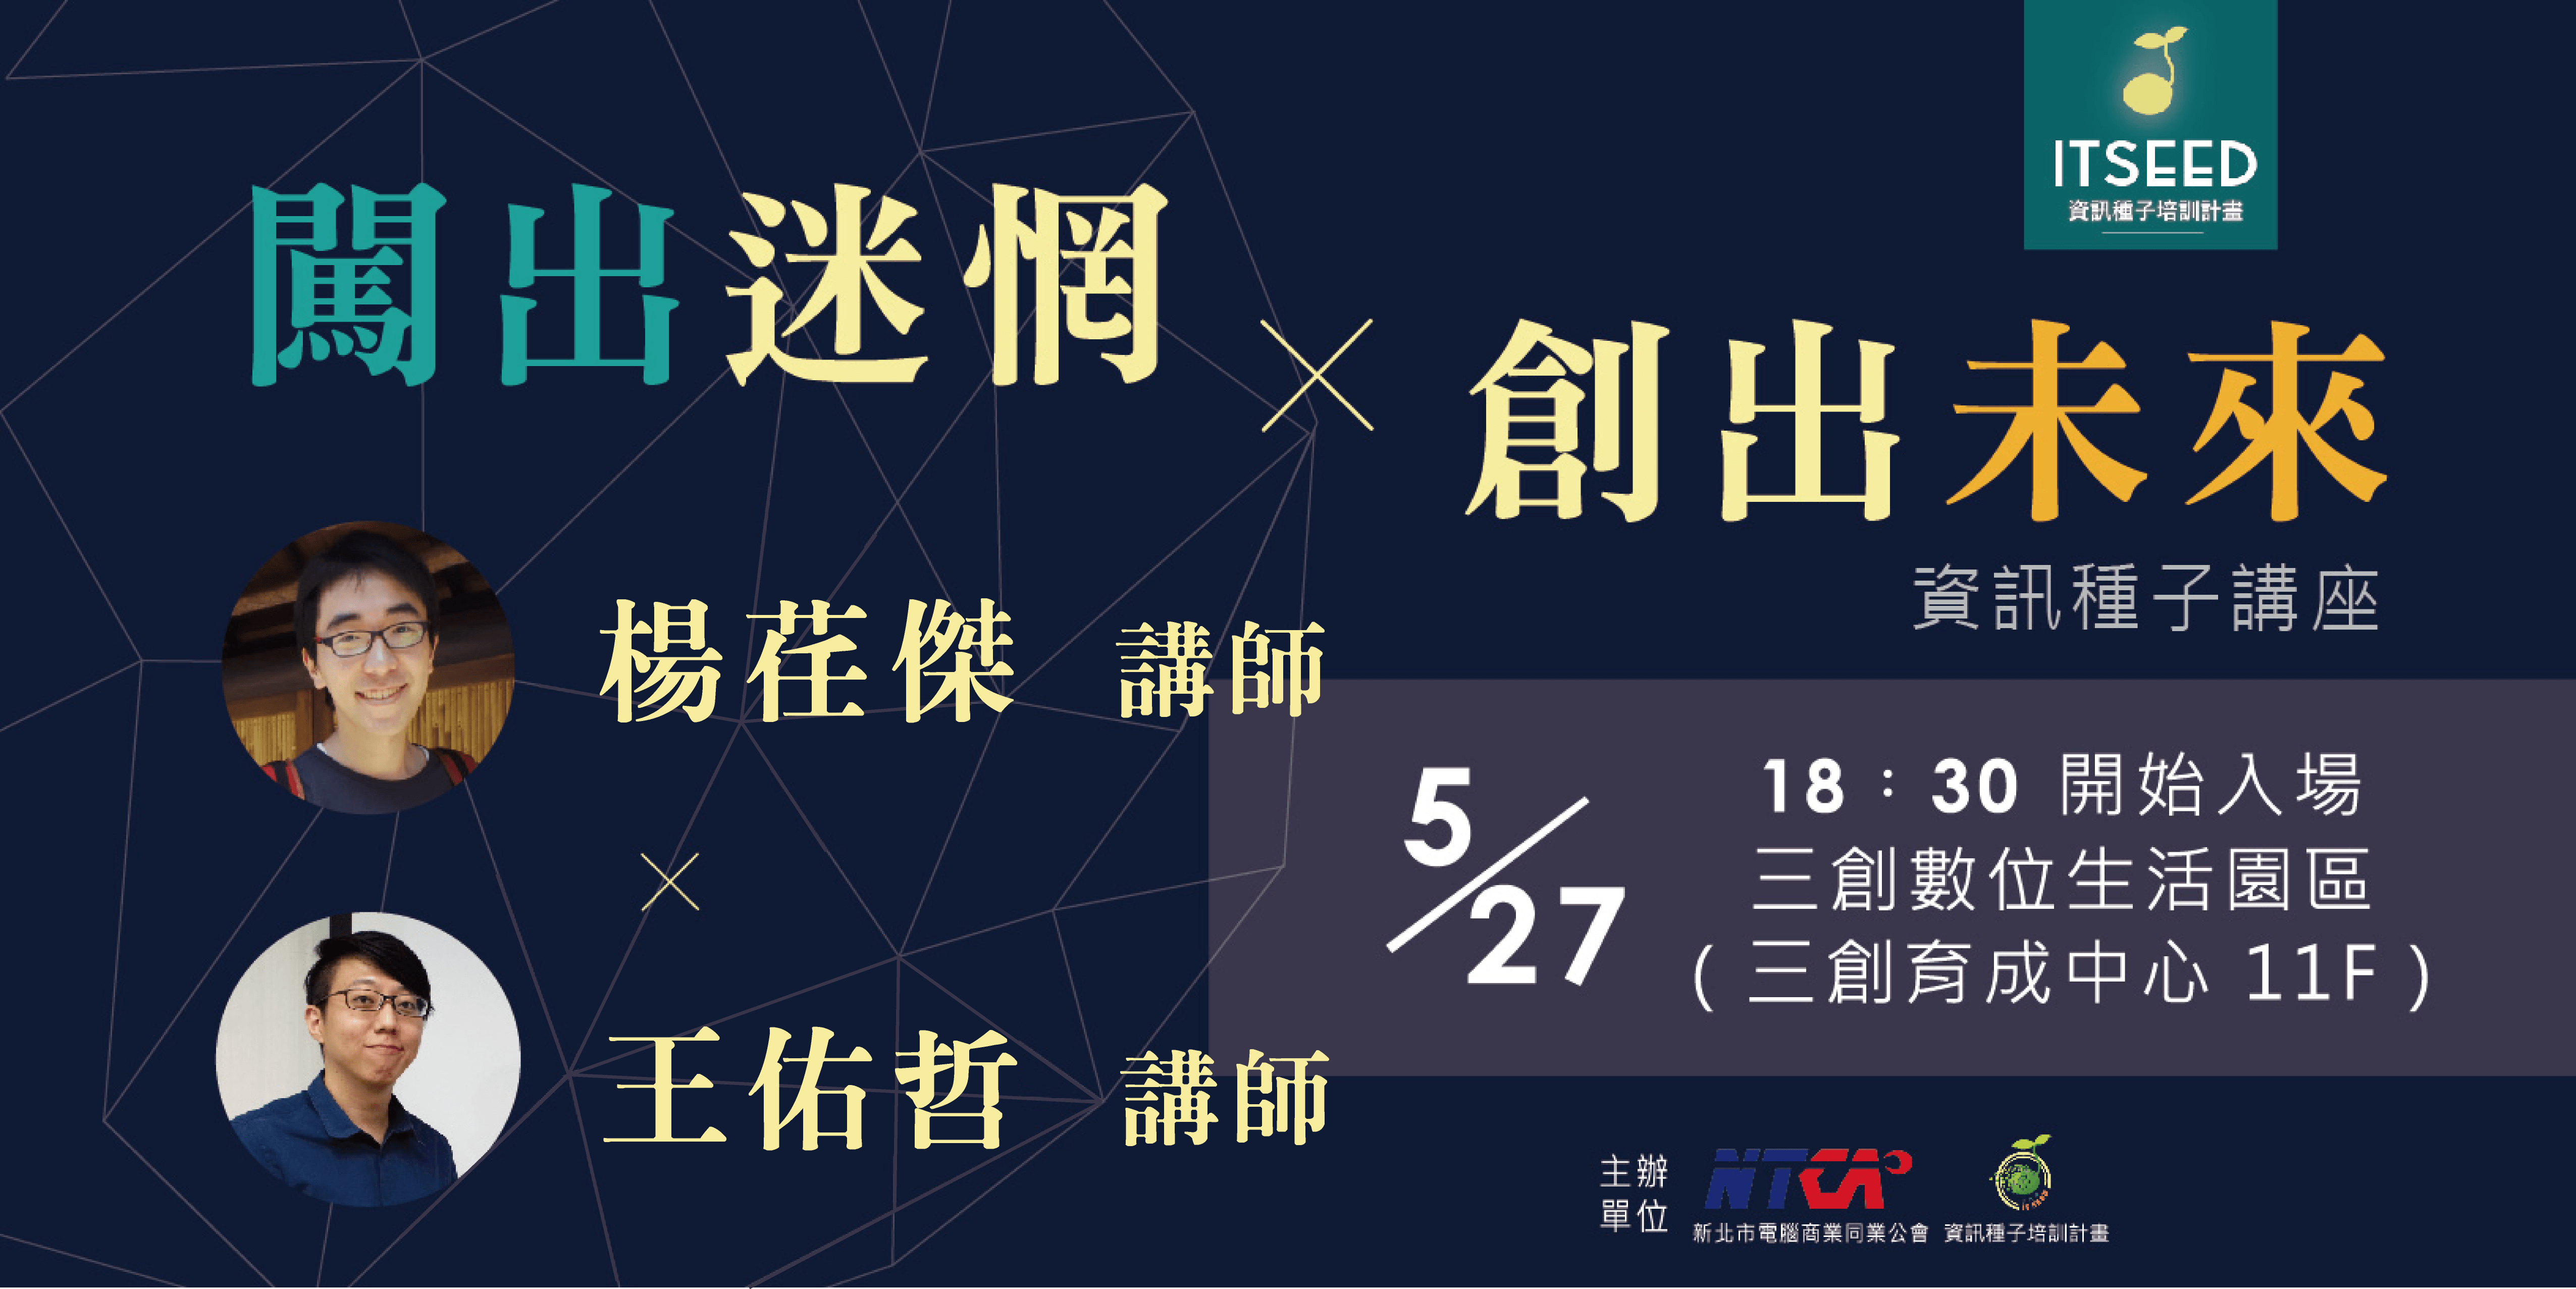 ITSEED
資訊種子培訓計畫
闖出迷惘
創出未來
資訊種子講座
楊荏傑 講師
王佑哲 講師
5/27
18：30 開始入場
三創數位生活園區
（三創育成中心 11F）
主辦
單位
NTCA
新北市電腦商業同業公會 資訊種子培訓計畫